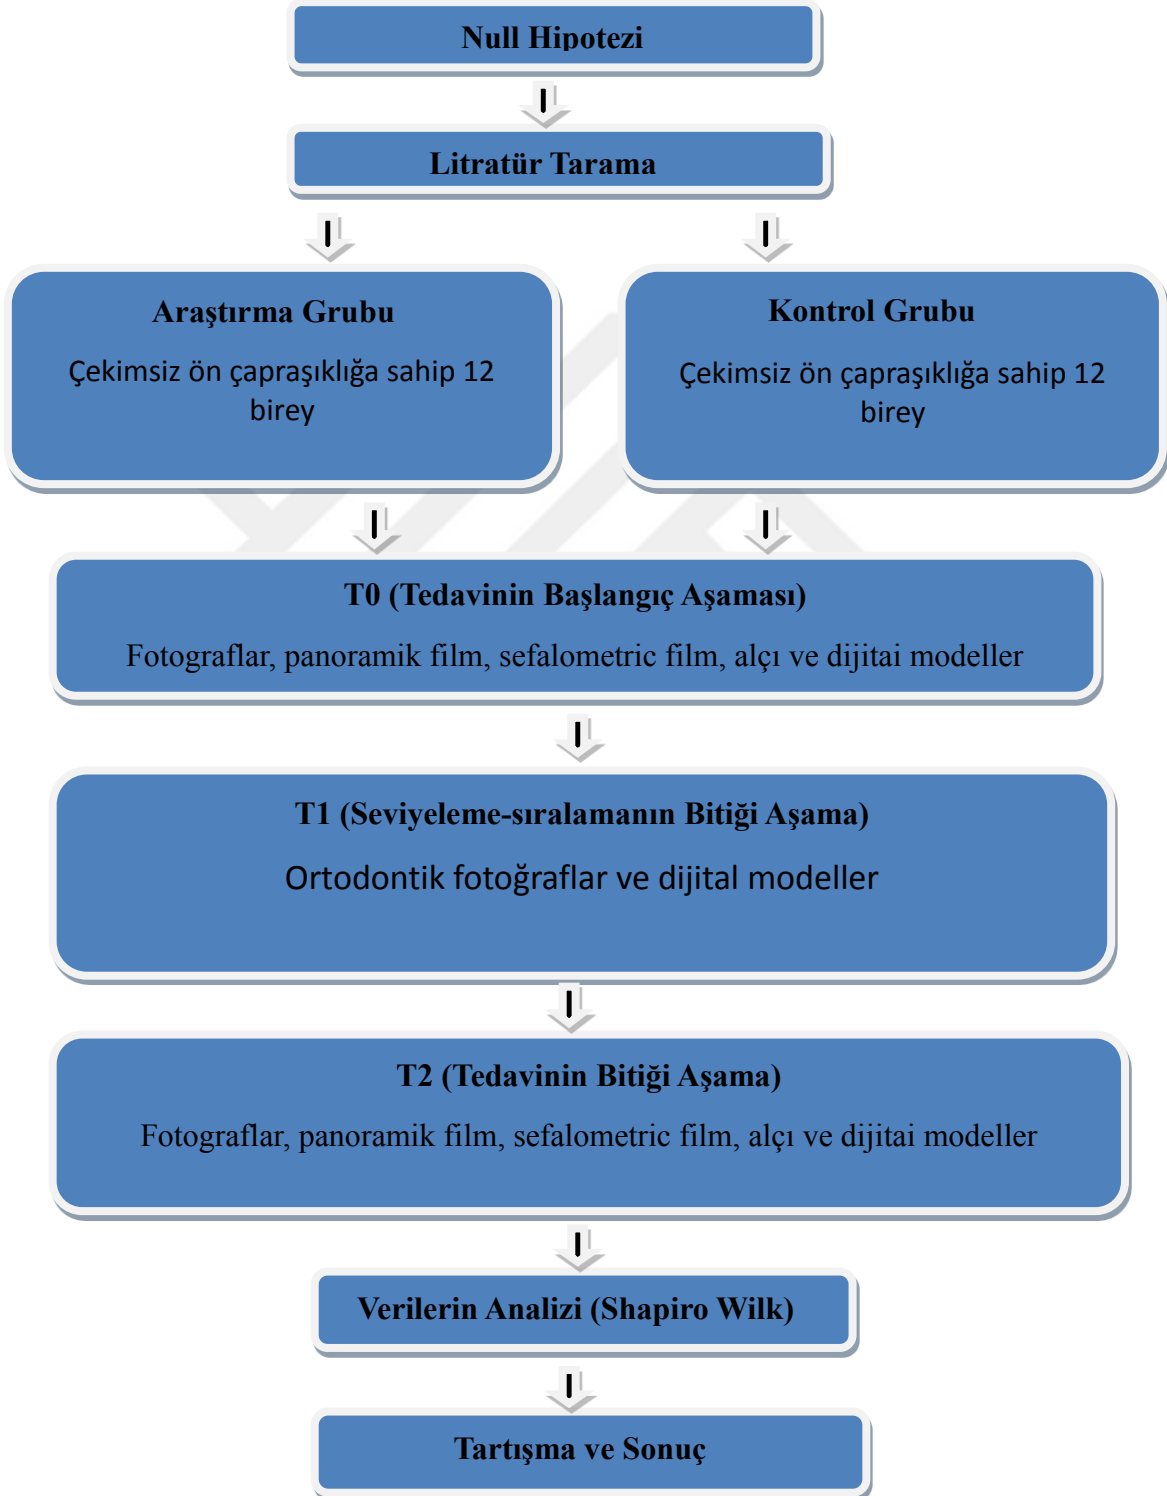 Null Hipotezi
Litratür Tarama
Araştırma Grubu
Çekimsiz ön çapraşıklığa sahip 12
birey
Kontrol Grubu
Çekimsiz ön çapraşıklığa sahip 12
birey
T0 (Tedavinin Başlangıç Aşaması)
Fotograflar, panoramik film, sefalometric film, alçı ve dijitai modeller
T1 (Seviyeleme-sıralamanın Bitiği Aşama)
Ortodontik fotoğraflar ve dijital modeller
T2 (Tedavinin Bitiği Aşama)
Fotograflar, panoramik film, sefalometric film, alçı ve dijitai modeller
Verilerin Analizi (Shapiro Wilk)
Tartışma ve Sonuç